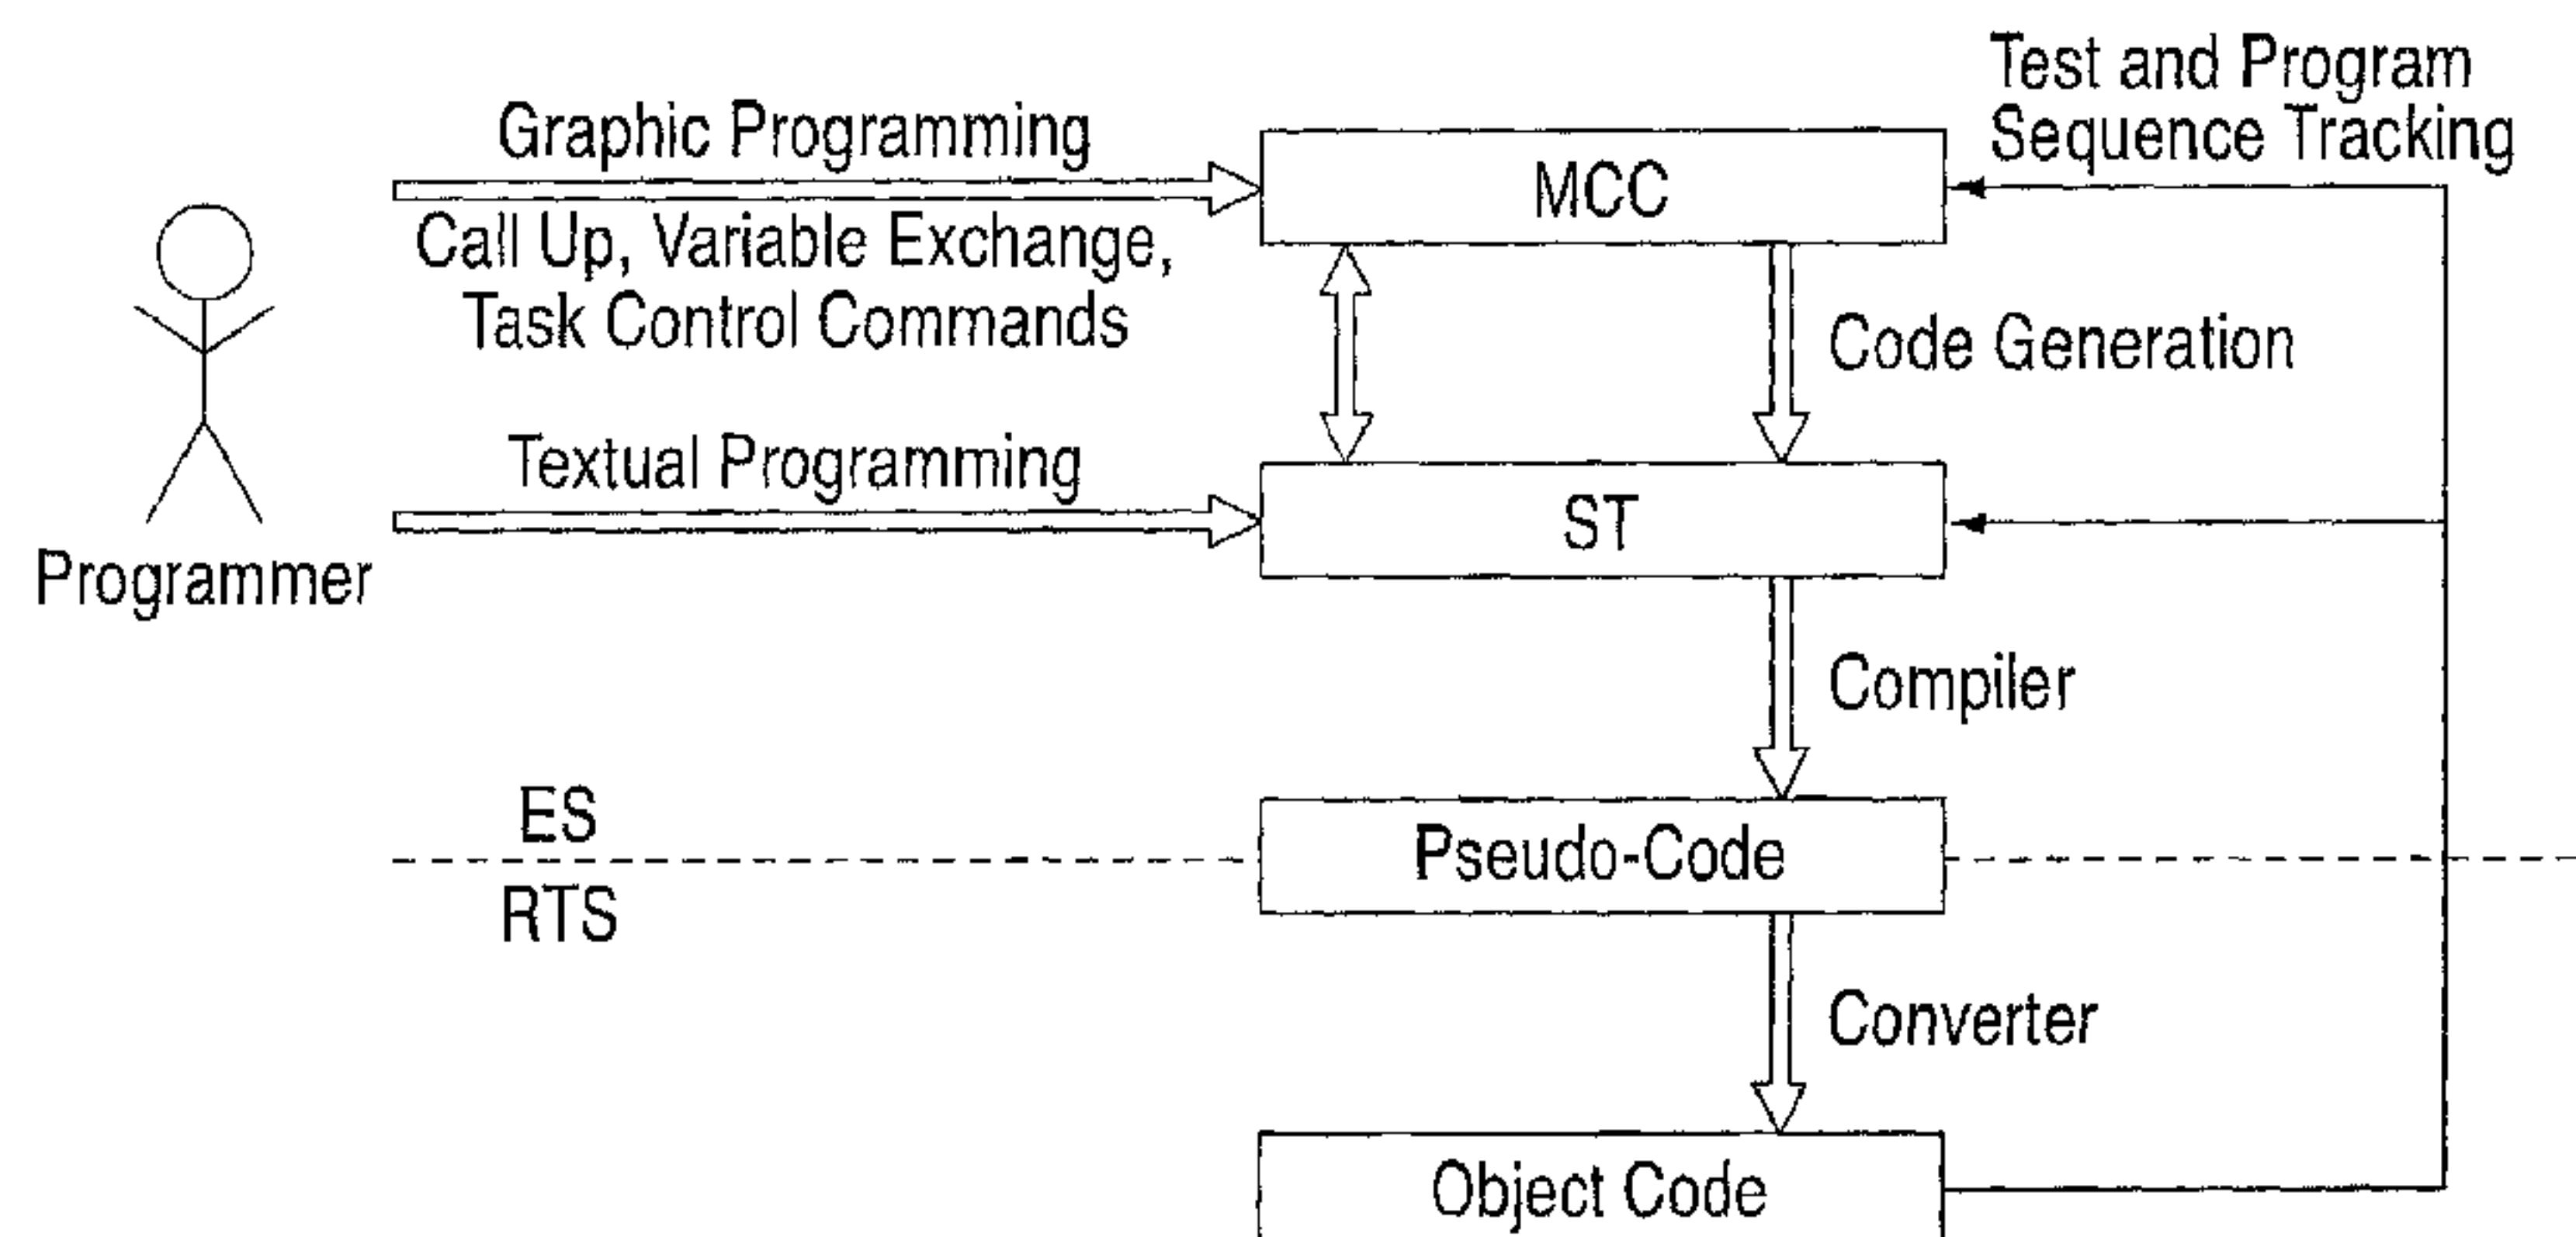 Test and Program
Sequence Tracking
Graphic Programming
MCC
Call Up, Variable Exchange,
Task Control Commands
Code Generation
Textual Programming
ST
Programmer
Compiler
ES
Pseudo-Code
RTS
Converter
Object Code